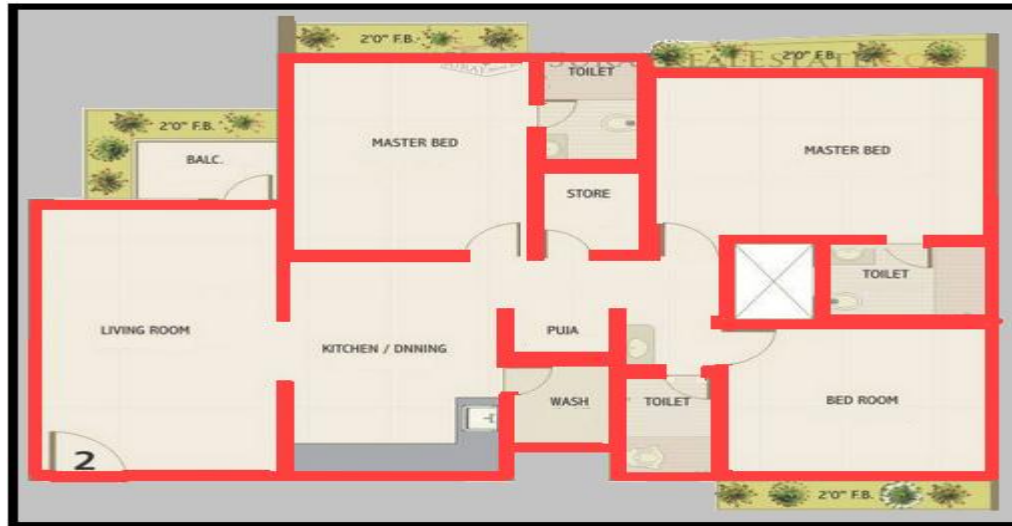 2'0" F.B.
2'0" F.B.
TOILET
2'0" F.B.
MASTER BED
MASTER BED
BALC.
STORE
TOILET
LIVING ROOM
PUJA
KITCHEN / DNNING
WASH
TOILET
BED ROOM
2
2'0" F.B.